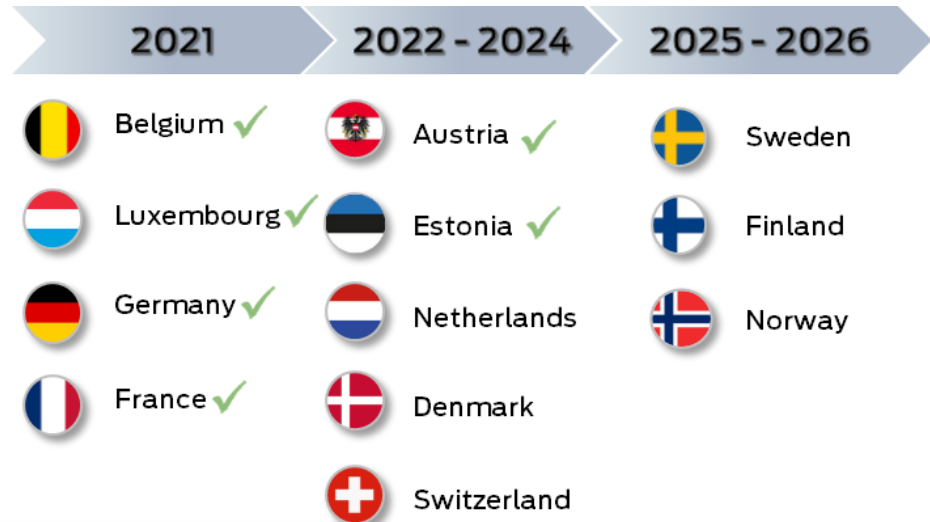 2021
2022 - 2024
2025 - 2026
Belgium
Luxembourg
Germany
France
Austria
Estonia
Netherlands
Denmark
Switzerland
Sweden
Finland
Norway